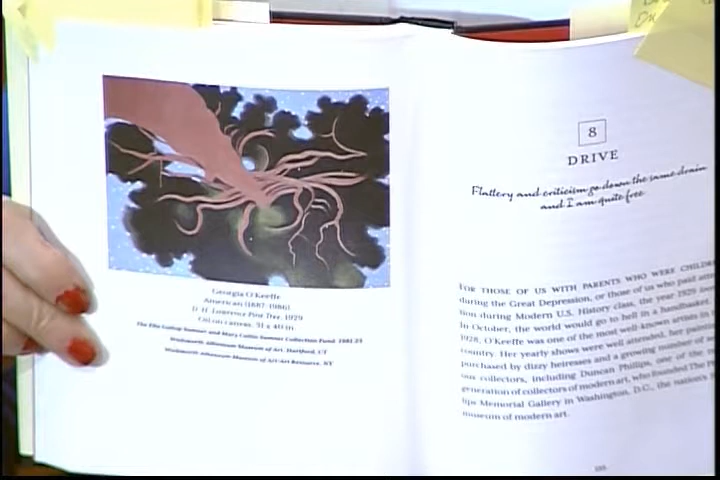 Georgia O'Keeffe
American (1887-1986)
D. H. Lawrence Pine Tree, 1929
Oil on canvas, 31 x 40 in.
The Ella Gallup Sumner and Mary Catlin Sumner Collection Fund. 1981.23
Wadsworth Atheneum Museum of Art, Hartford, CT
Wadsworth Atheneum Museum of Art/Art Resource, NY
8
DRIVE
Flattery and criticism go down the same drain
and I am quite free
FOR THOSE OF US WITH PARENTS WHO WERE
during the Great Depression, or those of us who paid
tion during Modern U.S. History class, the year 1929
In October, the world would go to hell in a handbasket.
1928, O'Keeffe was one of the most well-known artists in
country. Her yearly shows were well attended, her
purchased by dizzy heiresses and a growing number of
ous collectors, including Duncan Phillips, one of the
generation of collectors of modern art, who founded The
lips Memorial Gallery in Washington, D.C., the nation's
museum of modern art.